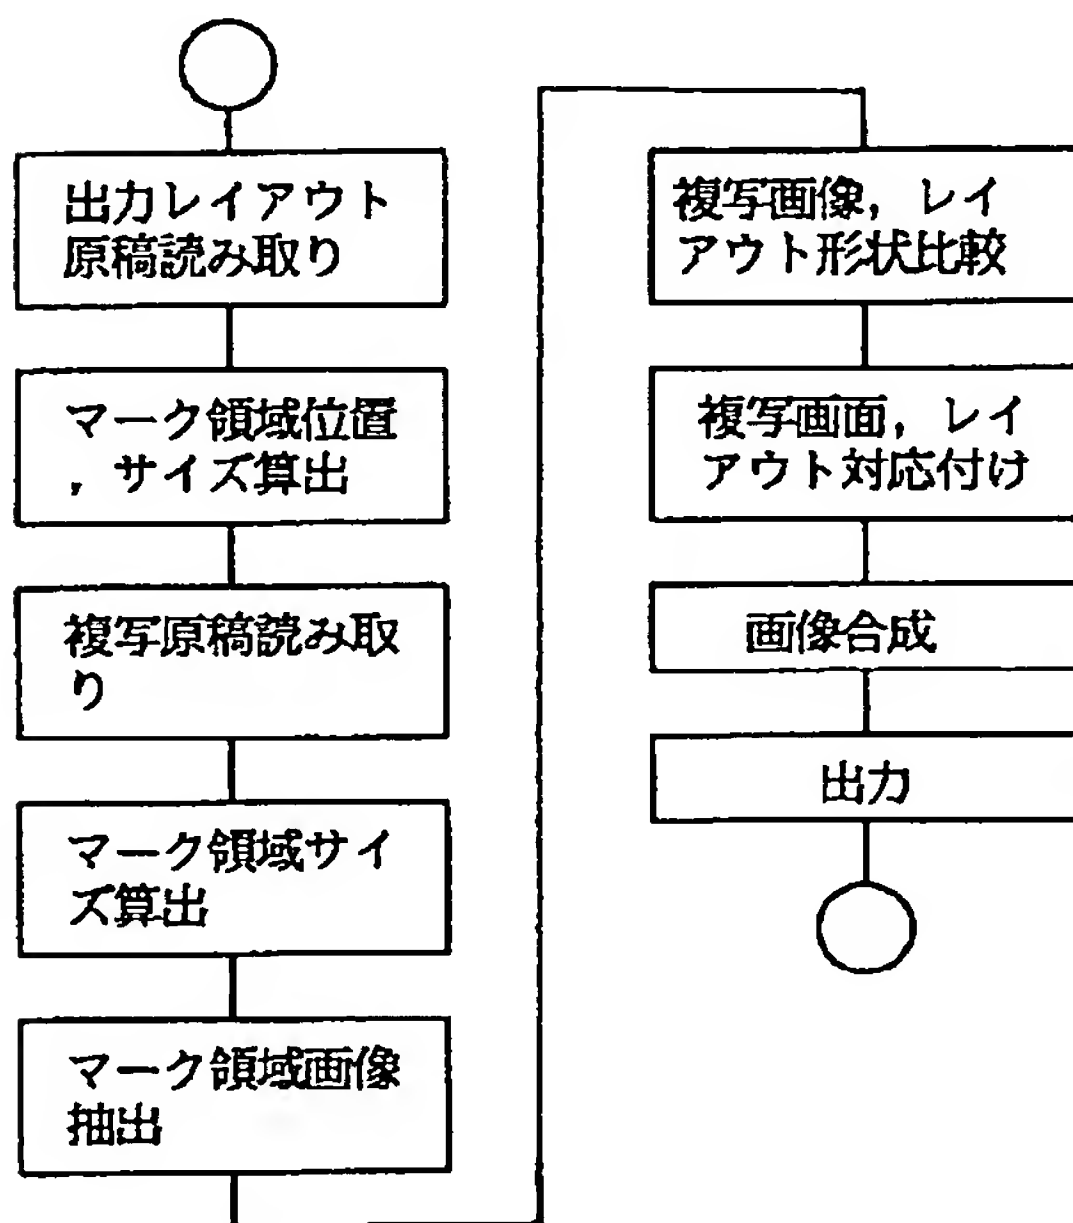 出力レイアウト
原稿読み取り
マーク領域位置
，サイズ算出
複写原稿読み取
り
マーク領域サイ
ズ算出
マーク領域画像
抽出
複写画像，レイ
アウト形状比較
複写画面，レイ
アウト対応付け
画像合成
出力